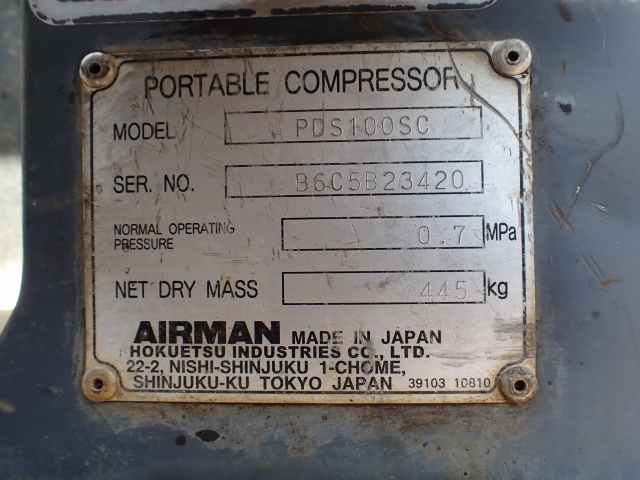 PORTABLE COMPRESSOR
MODEL PDS100SC
SER. NO. B6C5B23420
NORMAL OPERATING PRESSURE 0.7 MPa
NET DRY MASS 445 kg
AIRMAN MADE IN JAPAN
HOKUETSU INDUSTRIES CO., LTD.
22-2, NISHI-SHINJUKU 1-CHOME,
SHINJUKU-KU TOKYO JAPAN 39103 10810